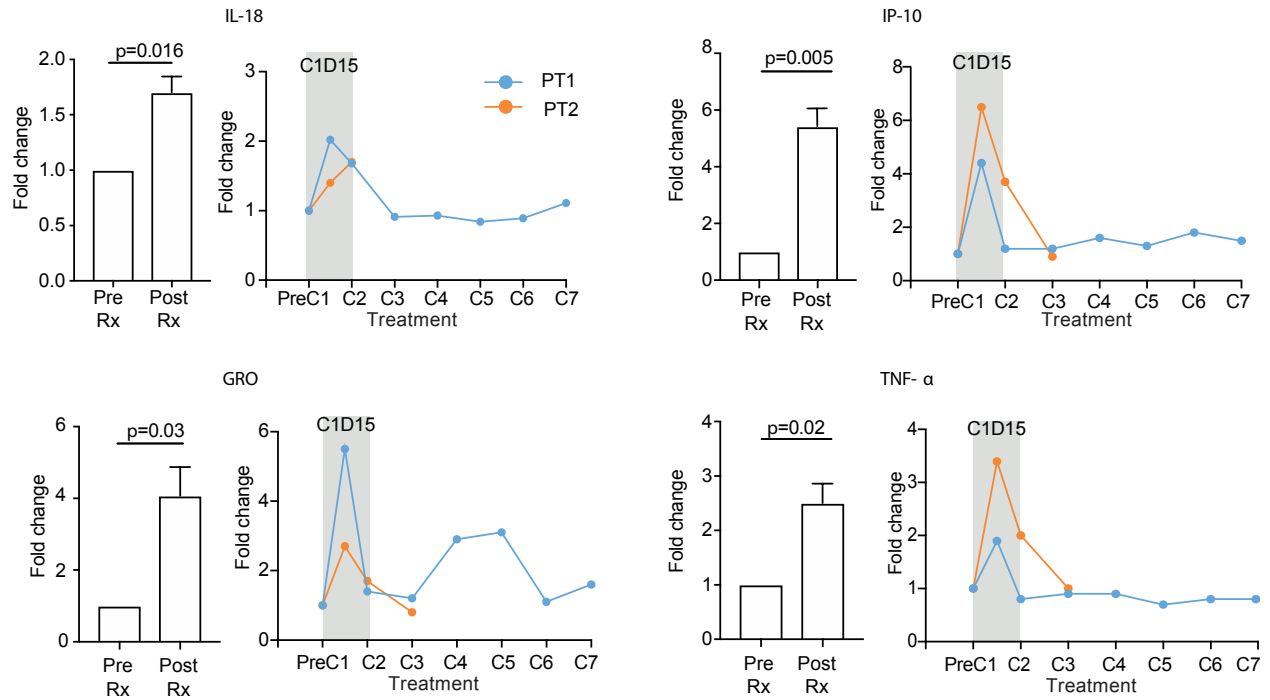 IL-18
p=0.016
Fold change
2.0
1.5
1.0
0.5
0.0
Pre Rx
Post Rx
C1D15
Fold change
3
2
1
0
PreC1 C2 C3 C4 C5 C6 C7
Treatment
PT1
PT2
IP-10
p=0.005
Fold change
8
6
4
2
0
Pre Rx
Post Rx
C1D15
Fold change
8
6
4
2
0
PreC1 C2 C3 C4 C5 C6 C7
Treatment
GRO
p=0.03
Fold change
6
4
2
0
Pre Rx
Post Rx
C1D15
Fold change
6
4
2
0
PreC1 C2 C3 C4 C5 C6 C7
Treatment
TNF- α
p=0.02
Fold change
4
3
2
1
0
Pre Rx
Post Rx
C1D15
Fold change
4
3
2
1
0
PreC1 C2 C3 C4 C5 C6 C7
Treatment